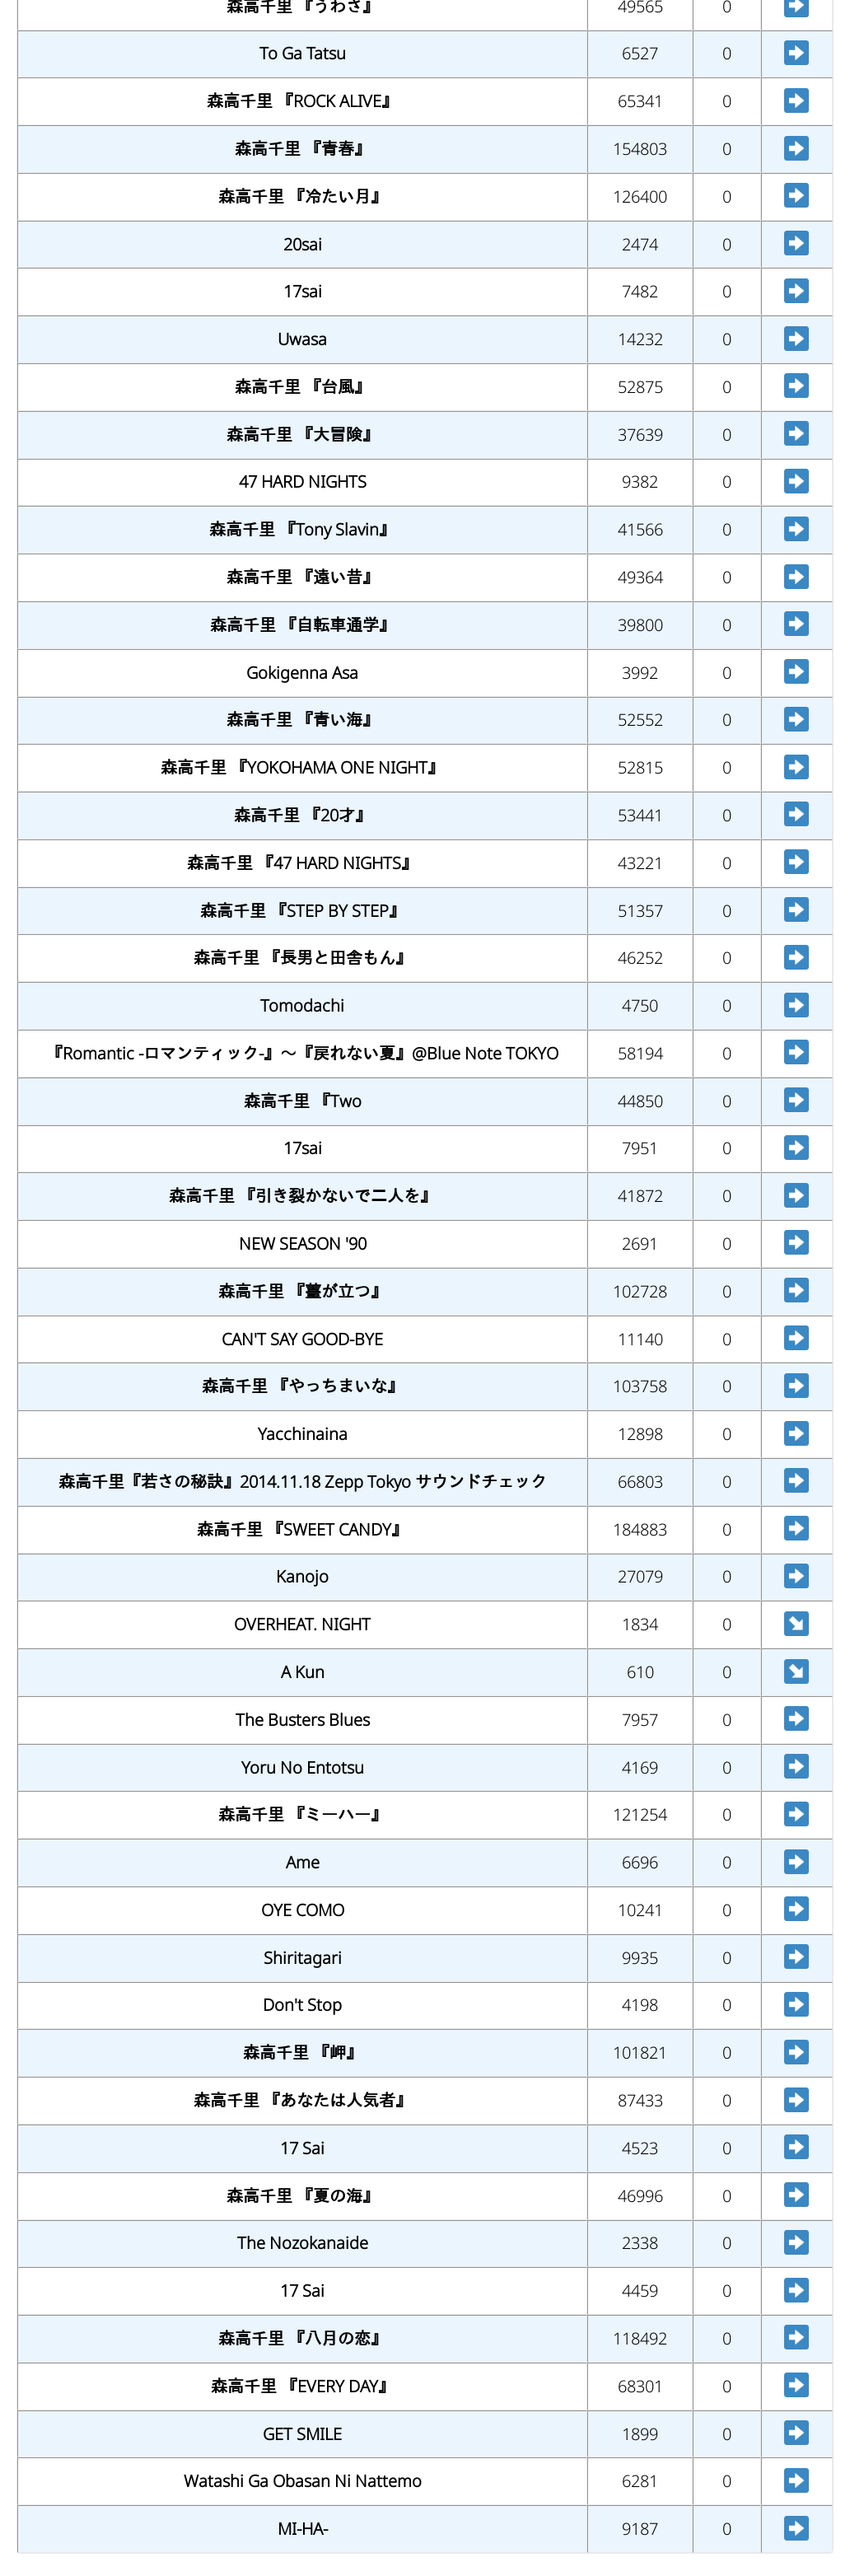 森高千里 『うわさ』 49565 0
To Ga Tatsu 6527 0
森高千里 『ROCK ALIVE』 65341 0
森高千里 『青春』 154803 0
森高千里 『冷たい月』 126400 0
20sai 2474 0
17sai 7482 0
Uwasa 14232 0
森高千里 『台風』 52875 0
森高千里 『大冒険』 37639 0
47 HARD NIGHTS 9382 0
森高千里 『Tony Slavin』 41566 0
森高千里 『遠い昔』 49364 0
森高千里 『自転車通学』 39800 0
Gokigenna Asa 3992 0
森高千里 『青い海』 52552 0
森高千里 『YOKOHAMA ONE NIGHT』 52815 0
森高千里 『20才』 53441 0
森高千里 『47 HARD NIGHTS』 43221 0
森高千里 『STEP BY STEP』 51357 0
森高千里 『長男と田舎もん』 46252 0
Tomodachi 4750 0
『Romantic -ロマンティック-』～『戻れない夏』@Blue Note TOKYO 58194 0
森高千里 『Two 44850 0
17sai 7951 0
森高千里 『引き裂かないで二人を』 41872 0
NEW SEASON '90 2691 0
森高千里 『薹が立つ』 102728 0
CAN'T SAY GOOD-BYE 11140 0
森高千里 『やっちまいな』 103758 0
Yacchinaina 12898 0
森高千里『若さの秘訣』2014.11.18 Zepp Tokyo サウンドチェック 66803 0
森高千里 『SWEET CANDY』 184883 0
Kanojo 27079 0
OVERHEAT. NIGHT 1834 0
A Kun 610 0
The Busters Blues 7957 0
Yoru No Entotsu 4169 0
森高千里 『ミーハー』 121254 0
Ame 6696 0
OYE COMO 10241 0
Shiritagari 9935 0
Don't Stop 4198 0
森高千里 『岬』 101821 0
森高千里 『あなたは人気者』 87433 0
17 Sai 4523 0
森高千里 『夏の海』 46996 0
The Nozokanaide 2338 0
17 Sai 4459 0
森高千里 『八月の恋』 118492 0
森高千里 『EVERY DAY』 68301 0
GET SMILE 1899 0
Watashi Ga Obasan Ni Nattemo 6281 0
MI-HA- 9187 0